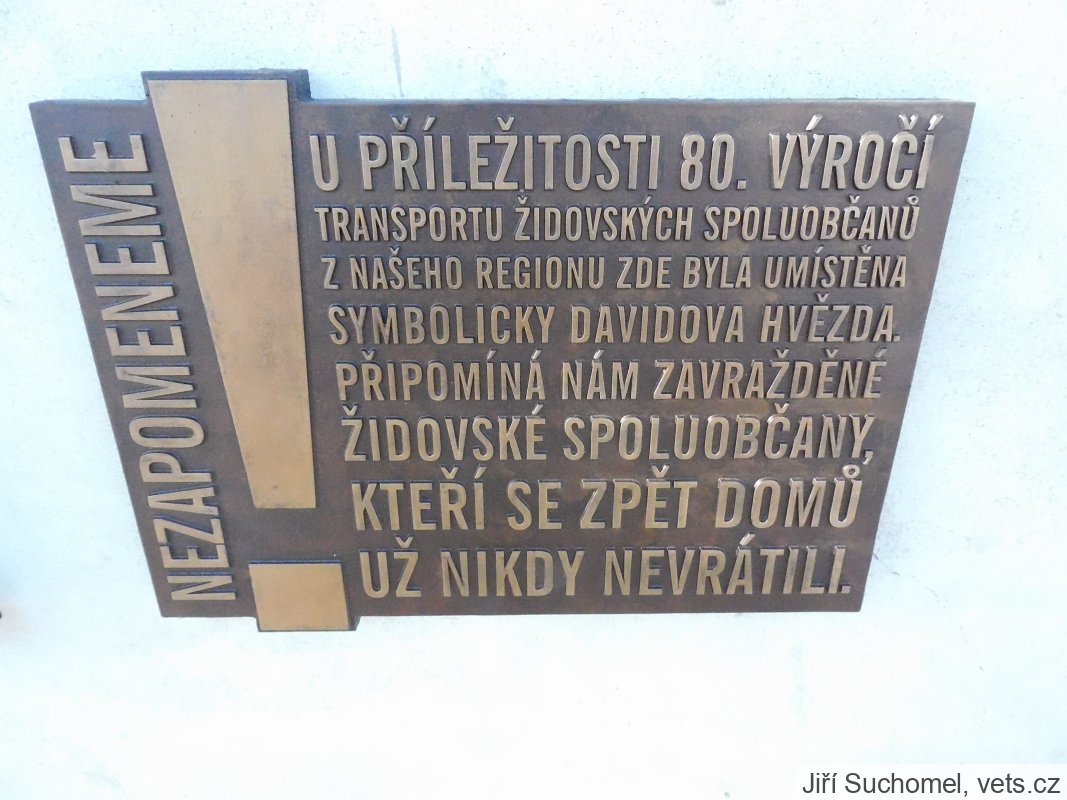 NEZAPOMENEME
U PŘÍLEŽITOSTI 80. VÝROČÍ
TRANSPORTU ŽIDOVSKÝCH SPOLUOBČANŮ
Z NAŠEHO REGIONU ZDE BYLA UMÍSTĚNA
SYMBOLICKY DAVIDOVA HVĚZDA.
PŘIPOMÍNÁ NÁM ZAVRAŽDĚNÉ
ŽIDOVSKÉ SPOLUOBČANY,
KTEŘÍ SE ZPĚT DOMŮ
UŽ NIKDY NEVRÁTILI.
Jiří Suchomel, vets.cz